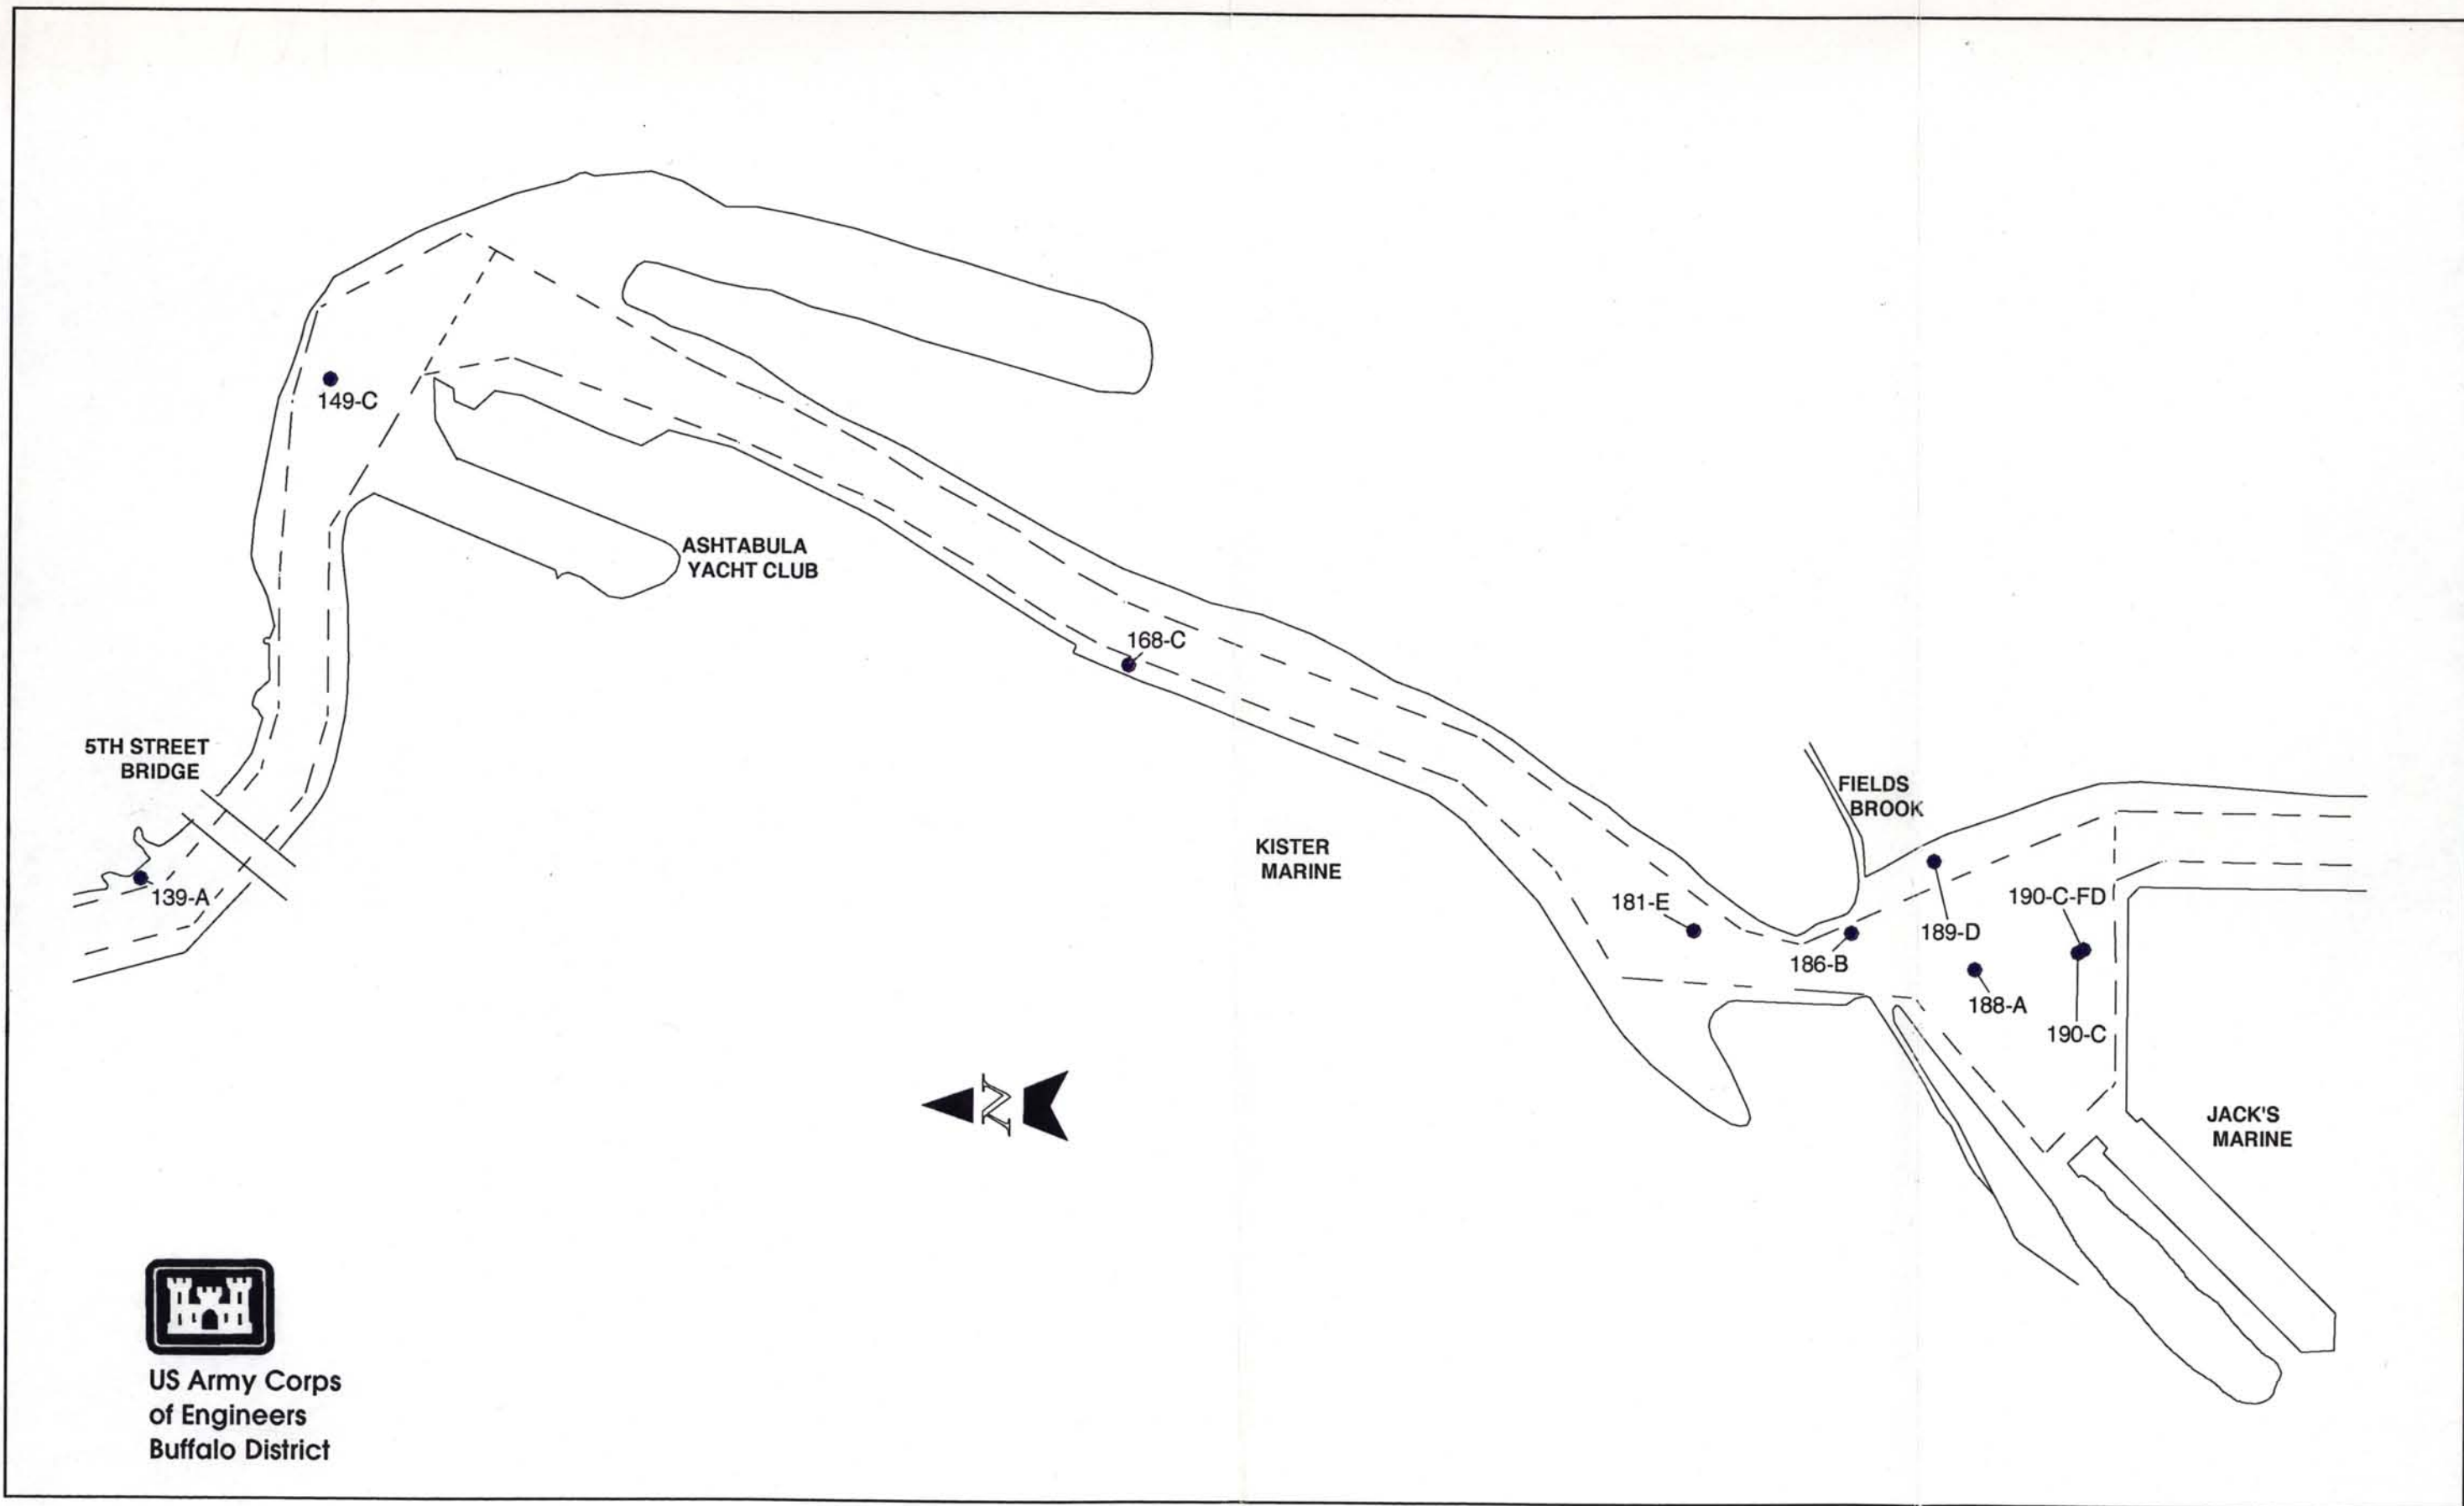 149-C
ASHTABULA
YACHT CLUB
168-C
5TH STREET
BRIDGE
139-A
FIELDS
BROOK
KISTER
MARINE
181-E
186-B
189-D
190-C-FD
188-A
190-C
N
JACK'S
MARINE
US Army Corps
of Engineers
Buffalo District